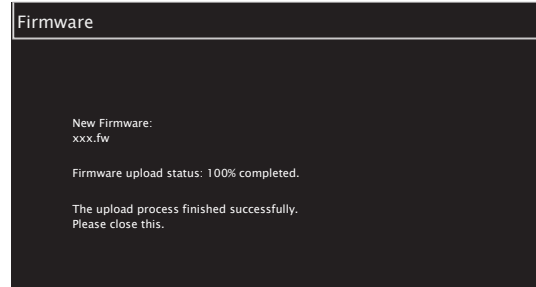 Firmware
New Firmware:
xxx.fw
Firmware upload status: 100% completed.
The upload process finished successfully.
Please close this.